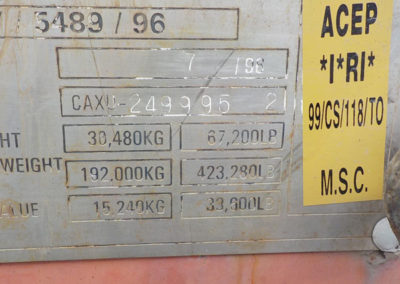 / 5489 / 96
7 / 96
CAXU-249995 2
HT 30,480KG 67,200LB
WEIGHT 192,000KG 423,280LB
ALUE 15,240KG 33,600LB
ACEP
*I*RI*
99/CS/118/TO
M.S.C.